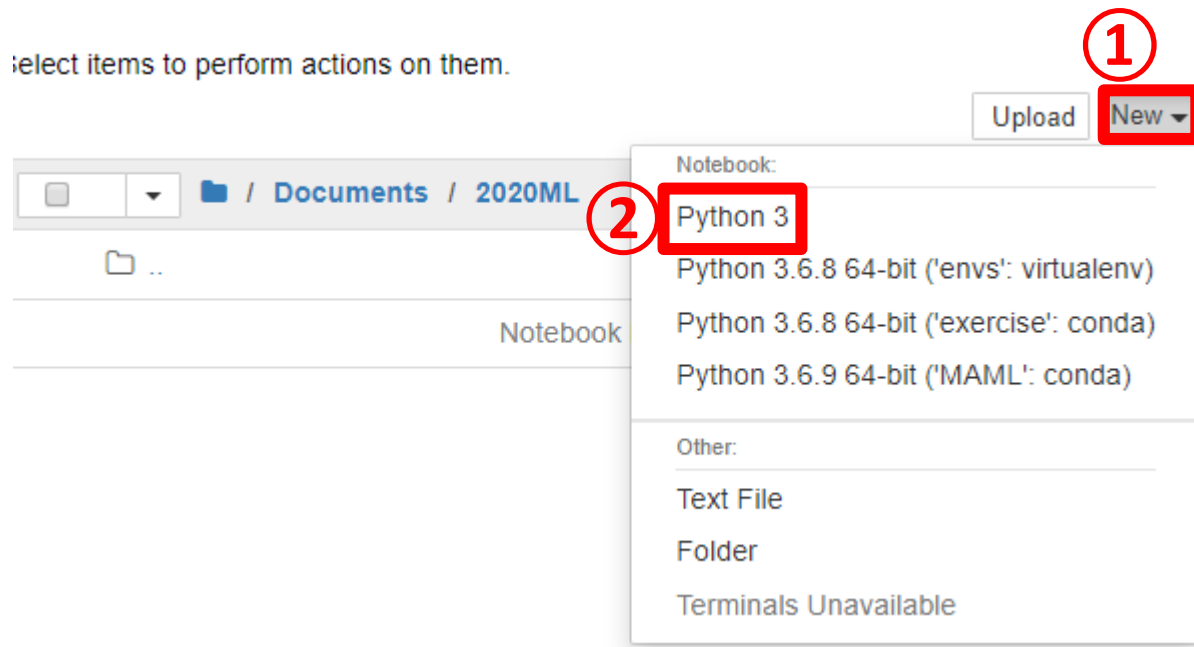 ①
select items to perform actions on them.
Upload New
/ Documents / 2020ML
Notebook:
② Python 3
..
Python 3.6.8 64-bit ('envs': virtualenv)
Notebook
Python 3.6.8 64-bit ('exercise': conda)
Python 3.6.9 64-bit ('MAML': conda)
Other:
Text File
Folder
Terminals Unavailable